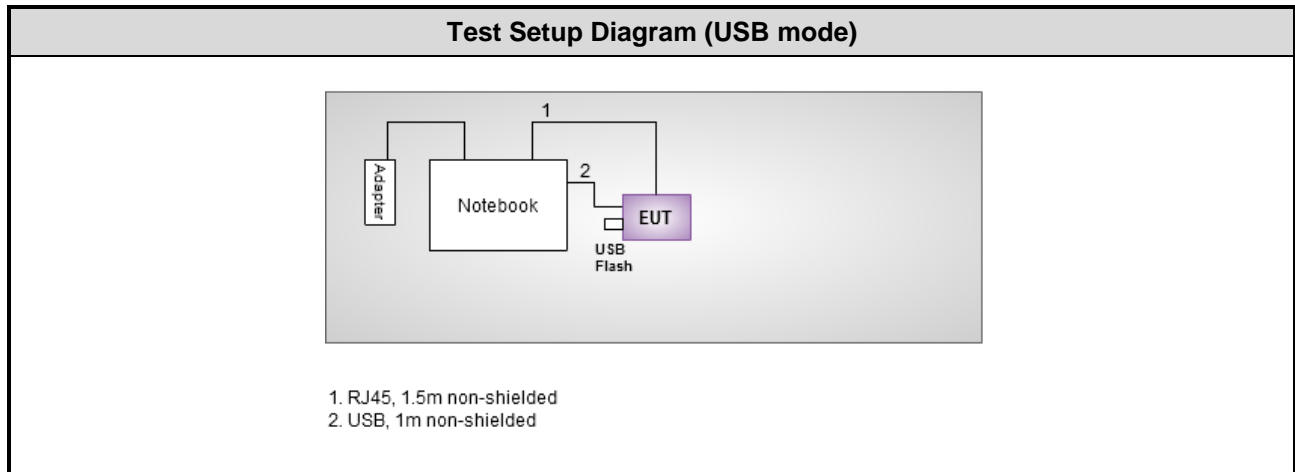 Test Setup Diagram (USB mode)
1
Adapter
2
Notebook
EUT
USB
Flash
1. RJ45, 1.5m non-shielded
2. USB, 1m non-shielded